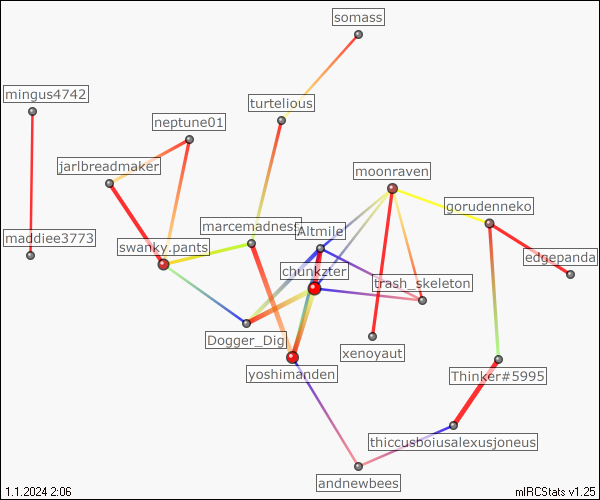 somass
mingus4742
turtelious
neptune01
jarlbreadmaker
moonraven
gorudenneko
marcemadness
Altmile
maddiee3773
swanky.pants
edgepanda
chunkzter
trash_skeleton
Dogger_Dig
xenoyaut
yoshimanden
Thinker#5995
thiccusboiusalexusjoneus
andnewbees
1.1.2024 2:06
mIRCStats v1.25